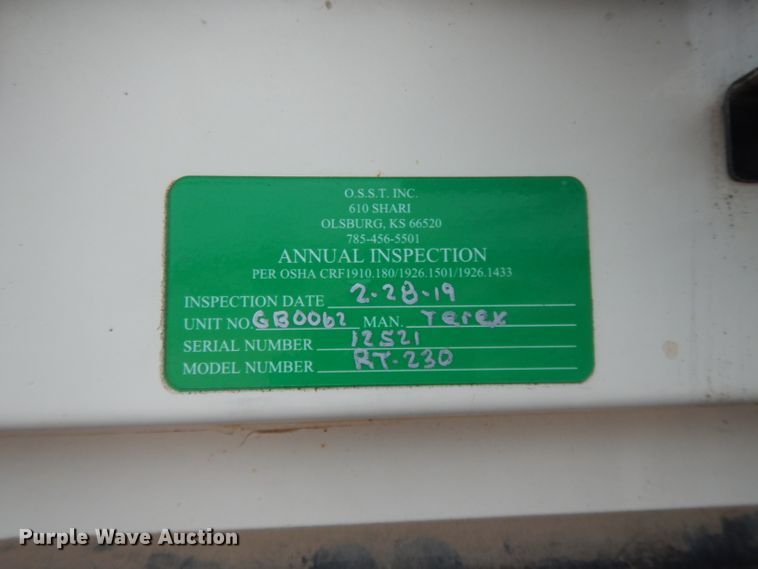 O.S.S.T. INC.
610 SHARI
OLSBURG, KS 66520
785-456-5501
ANNUAL INSPECTION
PER OSHA CRF1910.180/1926.1501/1926.1433
INSPECTION DATE 2-28-19
UNIT NO. GB0062 MAN. Terex
SERIAL NUMBER 12521
MODEL NUMBER RT-230
Purple Wave Auction